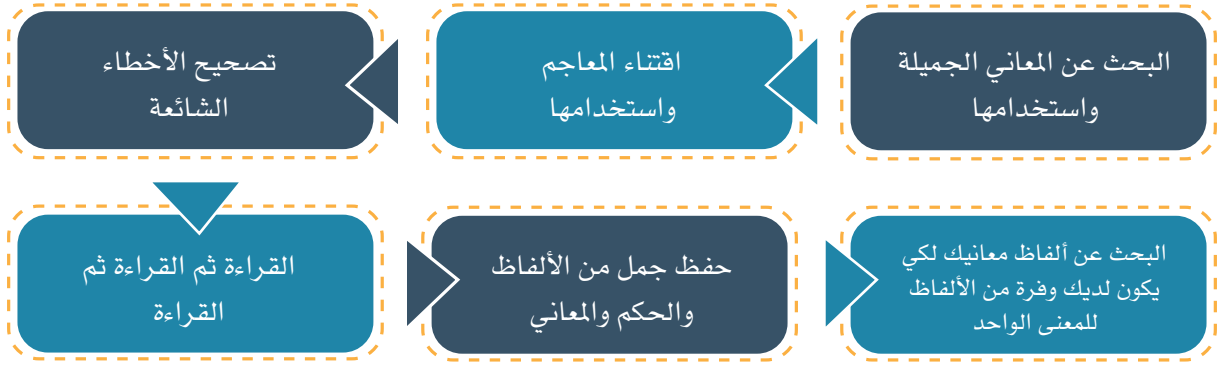 البحث عن المعاني الجميلة
واستخدامها
اقتناء المعاجم
واستخدامها
تصحيح الأخطاء
الشائعة
القراءة ثم القراءة ثم
القراءة
حفظ جمل من الألفاظ
والحكم والمعاني
البحث عن ألفاظ معانيك لكي
يكون لديك وفرة من الألفاظ
للمعنى الواحد